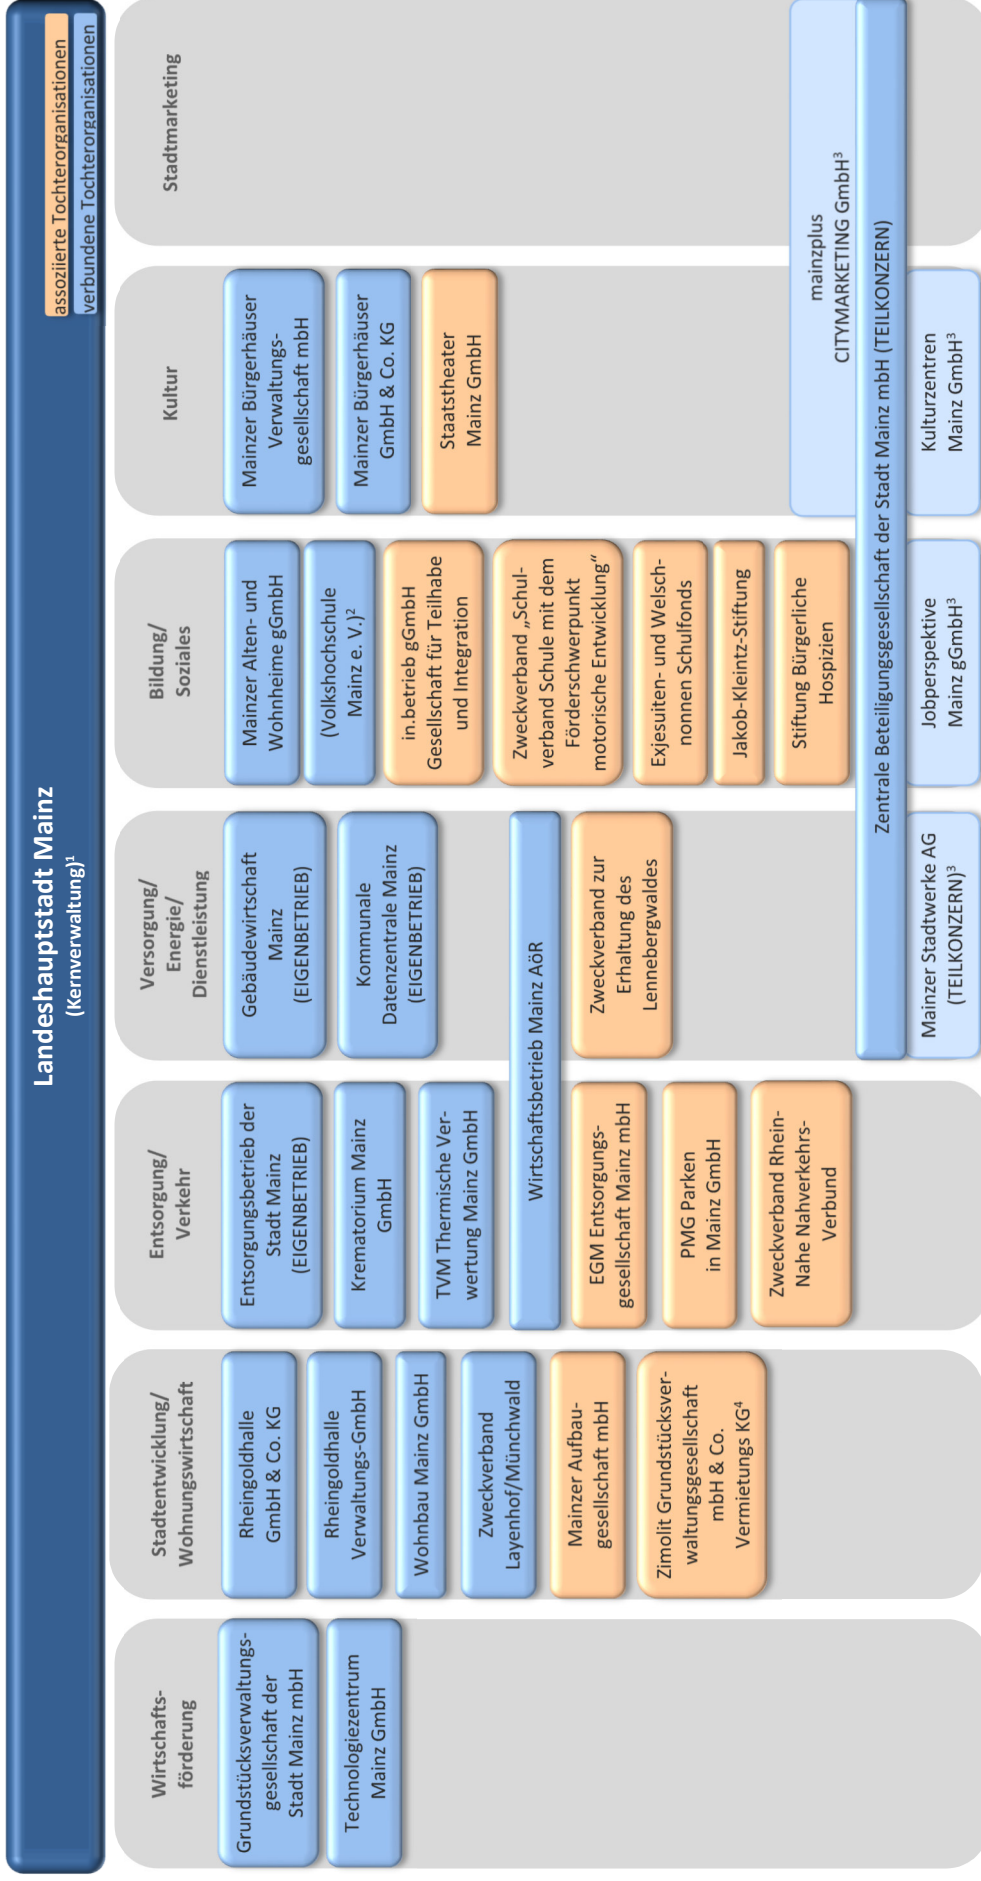 Landeshauptstadt Mainz
(Kernverwaltung)¹
assoziierte Tochterorganisationen
verbundene Tochterorganisationen
Wirtschafts-
förderung
Grundstücksverwaltungs-
gesellschaft der
Stadt Mainz mbH
Technologiezentrum
Mainz GmbH
Stadtentwicklung/
Wohnungswirtschaft
Rheingoldhalle
GmbH & Co. KG
Rheingoldhalle
Verwaltungs-GmbH
Wohnbau Mainz GmbH
Zweckverband
Layenhof/Münchwald
Mainzer Aufbau-
gesellschaft mbH
Zimolit Grundstücksver-
waltungsgesellschaft
mbH & Co.
Vermietungs KG⁴
Entsorgung/
Verkehr
Entsorgungsbetrieb der
Stadt Mainz
(EIGENBETRIEB)
Krematorium Mainz
GmbH
TVM Thermische Ver-
wertung Mainz GmbH
Wirtschaftsbetrieb Mainz AöR
EGM Entsorgungs-
gesellschaft Mainz mbH
PMG Parken
in Mainz GmbH
Zweckverband Rhein-
Nahe Nahverkehrs-
Verbund
Versorgung/
Energie/
Dienstleistung
Gebäudewirtschaft
Mainz
(EIGENBETRIEB)
Kommunale
Datenzentrale Mainz
(EIGENBETRIEB)
Zweckverband zur
Erhaltung des
Lennebergwaldes
Bildung/
Soziales
Mainzer Alten- und
Wohnheime gGmbH
(Volkshochschule
Mainz e. V.)²
in.betrieb gGmbH
Gesellschaft für Teilhabe
und Integration
Zweckverband „Schul-
verband Schule mit dem
Förderschwerpunkt
motorische Entwicklung“
Exjesuiten- und Welsch-
nonnen Schulfonds
Jakob-Kleintz-Stiftung
Stiftung Bürgerliche
Hospizien
Kultur
Mainzer Bürgerhäuser
Verwaltungs-
gesellschaft mbH
Mainzer Bürgerhäuser
GmbH & Co. KG
Staatstheater
Mainz GmbH
Stadtmarketing
mainzplus
CITYMARKETING GmbH³
Zentrale Beteiligungsgesellschaft der Stadt Mainz mbH (TEILKONZERN)
Mainzer Stadtwerke AG
(TEILKONZERN)³
Jobperspektive
Mainz gGmbH³
Kulturzentren
Mainz GmbH³